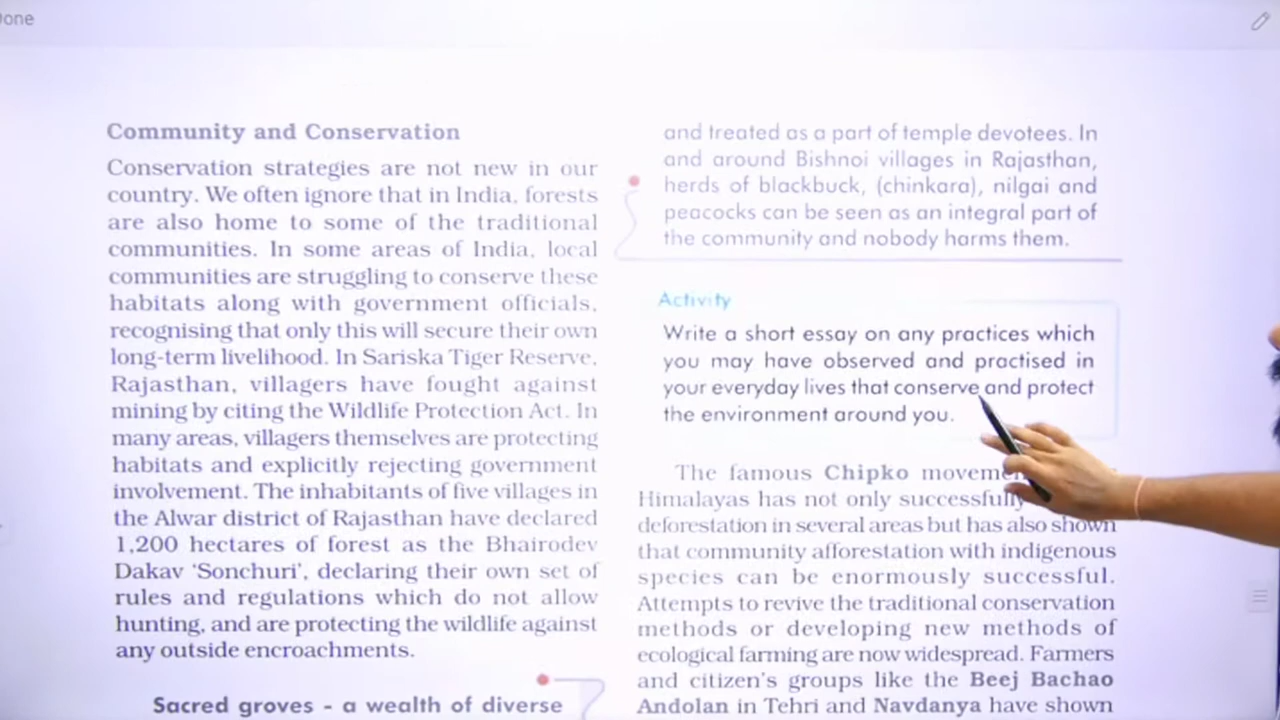 Done
Community and Conservation
Conservation strategies are not new in our
country. We often ignore that in India, forests
are also home to some of the traditional
communities. In some areas of India, local
communities are struggling to conserve these
habitats along with government officials,
recognising that only this will secure their own
long-term livelihood. In Sariska Tiger Reserve,
Rajasthan, villagers have fought against
mining by citing the Wildlife Protection Act. In
many areas, villagers themselves are protecting
habitats and explicitly rejecting government
involvement. The inhabitants of five villages in
the Alwar district of Rajasthan have declared
1,200 hectares of forest as the Bhairodev
Dakav ‘Sonchuri’, declaring their own set of
rules and regulations which do not allow
hunting, and are protecting the wildlife against
any outside encroachments.
Sacred groves - a wealth of diverse
and treated as a part of temple devotees. In
and around Bishnoi villages in Rajasthan,
herds of blackbuck, (chinkara), nilgai and
peacocks can be seen as an integral part of
the community and nobody harms them.
Activity
Write a short essay on any practices which
you may have observed and practised in
your everyday lives that conserve and protect
the environment around you.
The famous Chipko
Himalayas has not only successfully
deforestation in several areas but has also shown
that community afforestation with indigenous
species can be enormously successful.
Attempts to revive the traditional conservation
methods or developing new methods of
ecological farming are now widespread. Farmers
and citizen's groups like the Beej Bachao
Andolan in Tehri and Navdanya have shown